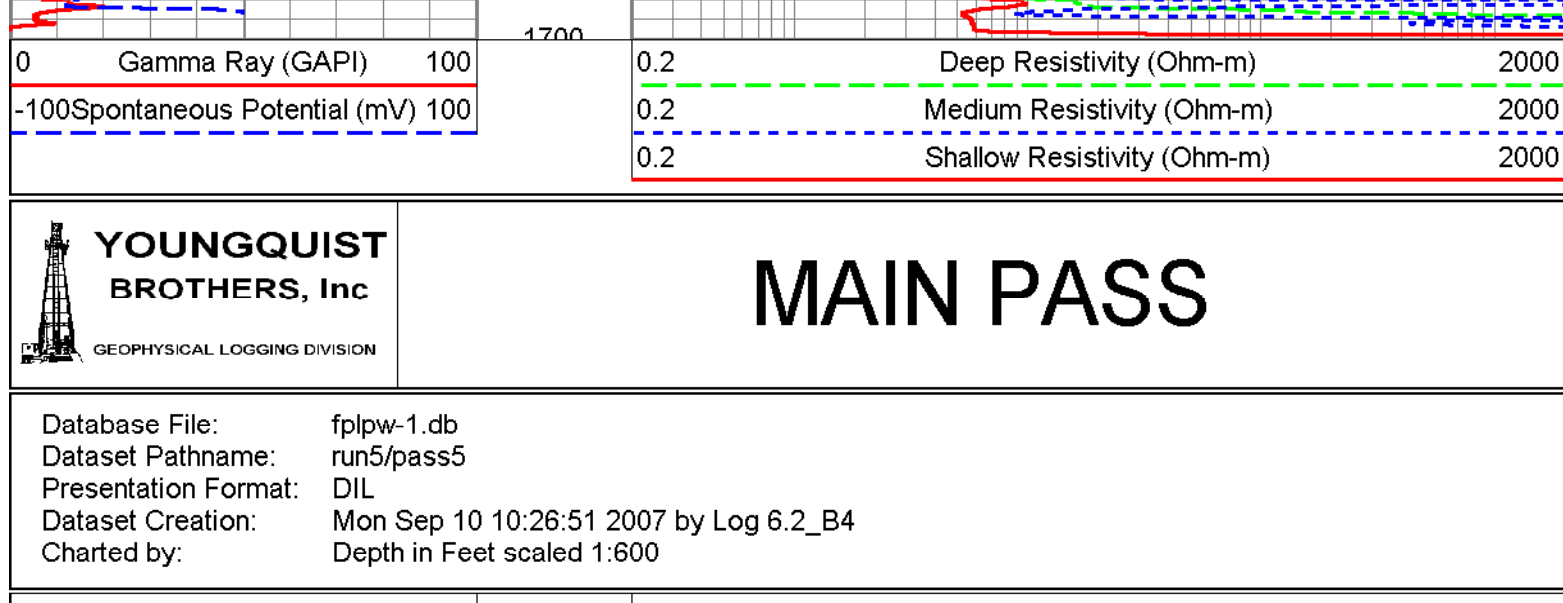 1700
0 Gamma Ray (GAPI) 100
-100Spontaneous Potential (mV) 100
0.2 Deep Resistivity (Ohm-m) 2000
0.2 Medium Resistivity (Ohm-m) 2000
0.2 Shallow Resistivity (Ohm-m) 2000
YOUNGQUIST
BROTHERS, Inc
GEOPHYSICAL LOGGING DIVISION
MAIN PASS
Database File: fplpw-1.db
Dataset Pathname: run5/pass5
Presentation Format: DIL
Dataset Creation: Mon Sep 10 10:26:51 2007 by Log 6.2_B4
Charted by: Depth in Feet scaled 1:600